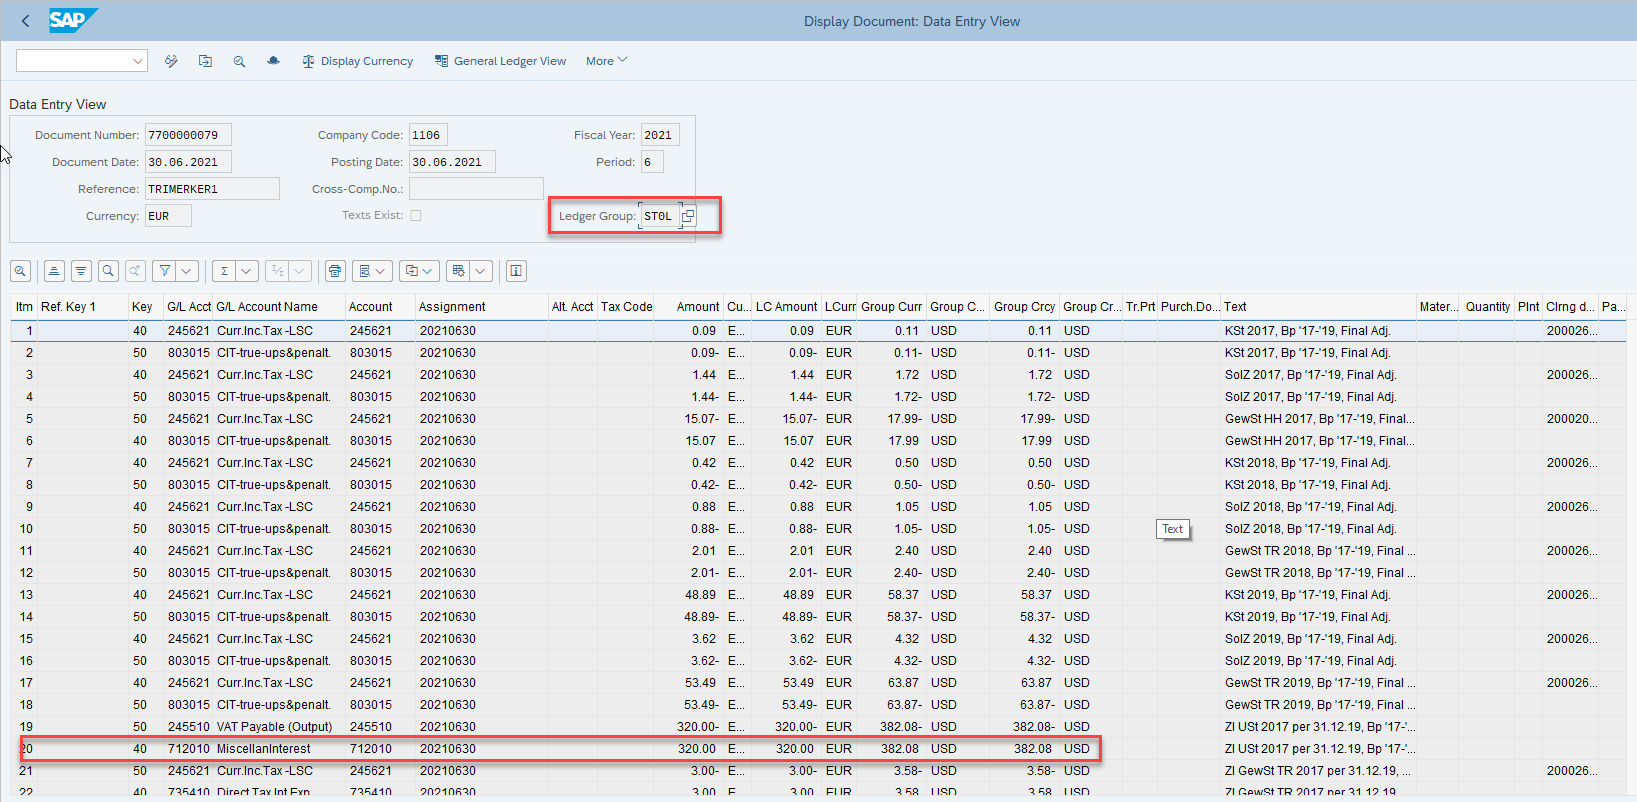 SAP Display Document: Data Entry View
Display Currency General Ledger View More
Data Entry View
Document Number: 7700000079 Company Code: 1106 Fiscal Year: 2021
Document Date: 30.06.2021 Posting Date: 30.06.2021 Period: 6
Reference: TRIMERKER1 Cross-Comp.No.:
Currency: EUR Texts Exist: Ledger Group: ST0L
Itm Ref. Key 1 Key G/L Acct G/L Account Name Account Assignment Alt. Acct Tax Code Amount Cu... LC Amount LCurr Group Curr Group C... Group Crcy Group Cr... Tr.Prt Purch.Do... Text Mater... Quantity Plnt Clrng d... Pa...
1 40 245621 Curr.Inc.Tax -LSC 245621 20210630 0.09 E... 0.09 EUR 0.11 USD 0.11 USD KSt 2017, Bp '17-'19, Final Adj. 200026...
2 50 803015 CIT-true-ups&penalt. 803015 20210630 0.09- E... 0.09- EUR 0.11- USD 0.11- USD KSt 2017, Bp '17-'19, Final Adj.
3 40 245621 Curr.Inc.Tax -LSC 245621 20210630 1.44 E... 1.44 EUR 1.72 USD 1.72 USD SolZ 2017, Bp '17-'19, Final Adj. 200026...
4 50 803015 CIT-true-ups&penalt. 803015 20210630 1.44- E... 1.44- EUR 1.72- USD 1.72- USD SolZ 2017, Bp '17-'19, Final Adj.
5 50 245621 Curr.Inc.Tax -LSC 245621 20210630 15.07- E... 15.07- EUR 17.99- USD 17.99- USD GewSt HH 2017, Bp '17-'19, Final... 200020...
6 40 803015 CIT-true-ups&penalt. 803015 20210630 15.07 E... 15.07 EUR 17.99 USD 17.99 USD GewSt HH 2017, Bp '17-'19, Final...
7 40 245621 Curr.Inc.Tax -LSC 245621 20210630 0.42 E... 0.42 EUR 0.50 USD 0.50 USD KSt 2018, Bp '17-'19, Final Adj. 200026...
8 50 803015 CIT-true-ups&penalt. 803015 20210630 0.42- E... 0.42- EUR 0.50- USD 0.50- USD KSt 2018, Bp '17-'19, Final Adj.
9 40 245621 Curr.Inc.Tax -LSC 245621 20210630 0.88 E... 0.88 EUR 1.05 USD 1.05 USD SolZ 2018, Bp '17-'19, Final Adj. 200026...
10 50 803015 CIT-true-ups&penalt. 803015 20210630 0.88- E... 0.88- EUR 1.05- USD 1.05- USD Text SolZ 2018, Bp '17-'19, Final Adj.
11 40 245621 Curr.Inc.Tax -LSC 245621 20210630 2.01 E... 2.01 EUR 2.40 USD 2.40 USD GewSt TR 2018, Bp '17-'19, Final ... 200026...
12 50 803015 CIT-true-ups&penalt. 803015 20210630 2.01- E... 2.01- EUR 2.40- USD 2.40- USD GewSt TR 2018, Bp '17-'19, Final ...
13 40 245621 Curr.Inc.Tax -LSC 245621 20210630 48.89 E... 48.89 EUR 58.37 USD 58.37 USD KSt 2019, Bp '17-'19, Final Adj. 200026...
14 50 803015 CIT-true-ups&penalt. 803015 20210630 48.89- E... 48.89- EUR 58.37- USD 58.37- USD KSt 2019, Bp '17-'19, Final Adj.
15 40 245621 Curr.Inc.Tax -LSC 245621 20210630 3.62 E... 3.62 EUR 4.32 USD 4.32 USD SolZ 2019, Bp '17-'19, Final Adj. 200026...
16 50 803015 CIT-true-ups&penalt. 803015 20210630 3.62- E... 3.62- EUR 4.32- USD 4.32- USD SolZ 2019, Bp '17-'19, Final Adj.
17 40 245621 Curr.Inc.Tax -LSC 245621 20210630 53.49 E... 53.49 EUR 63.87 USD 63.87 USD GewSt TR 2019, Bp '17-'19, Final ... 200026...
18 50 803015 CIT-true-ups&penalt. 803015 20210630 53.49- E... 53.49- EUR 63.87- USD 63.87- USD GewSt TR 2019, Bp '17-'19, Final ...
19 50 245510 VAT Payable (Output) 245510 20210630 320.00- E... 320.00- EUR 382.08- USD 382.08- USD ZI USt 2017 per 31.12.19, Bp '17-'...
20 40 712010 MiscellanInterest 712010 20210630 320.00 E... 320.00 EUR 382.08 USD 382.08 USD ZI USt 2017 per 31.12.19, Bp '17-'...
21 50 245621 Curr.Inc.Tax -LSC 245621 20210630 3.00- E... 3.00- EUR 3.58- USD 3.58- USD ZI GewSt TR 2017 per 31.12.19, ... 200026...
22 40 735410 Direct Tax Int Exp 735410 20210630 3.00 E... 3.00 EUR 3.58 USD 3.58 USD ZI GewSt TR 2017 per 31.12.19